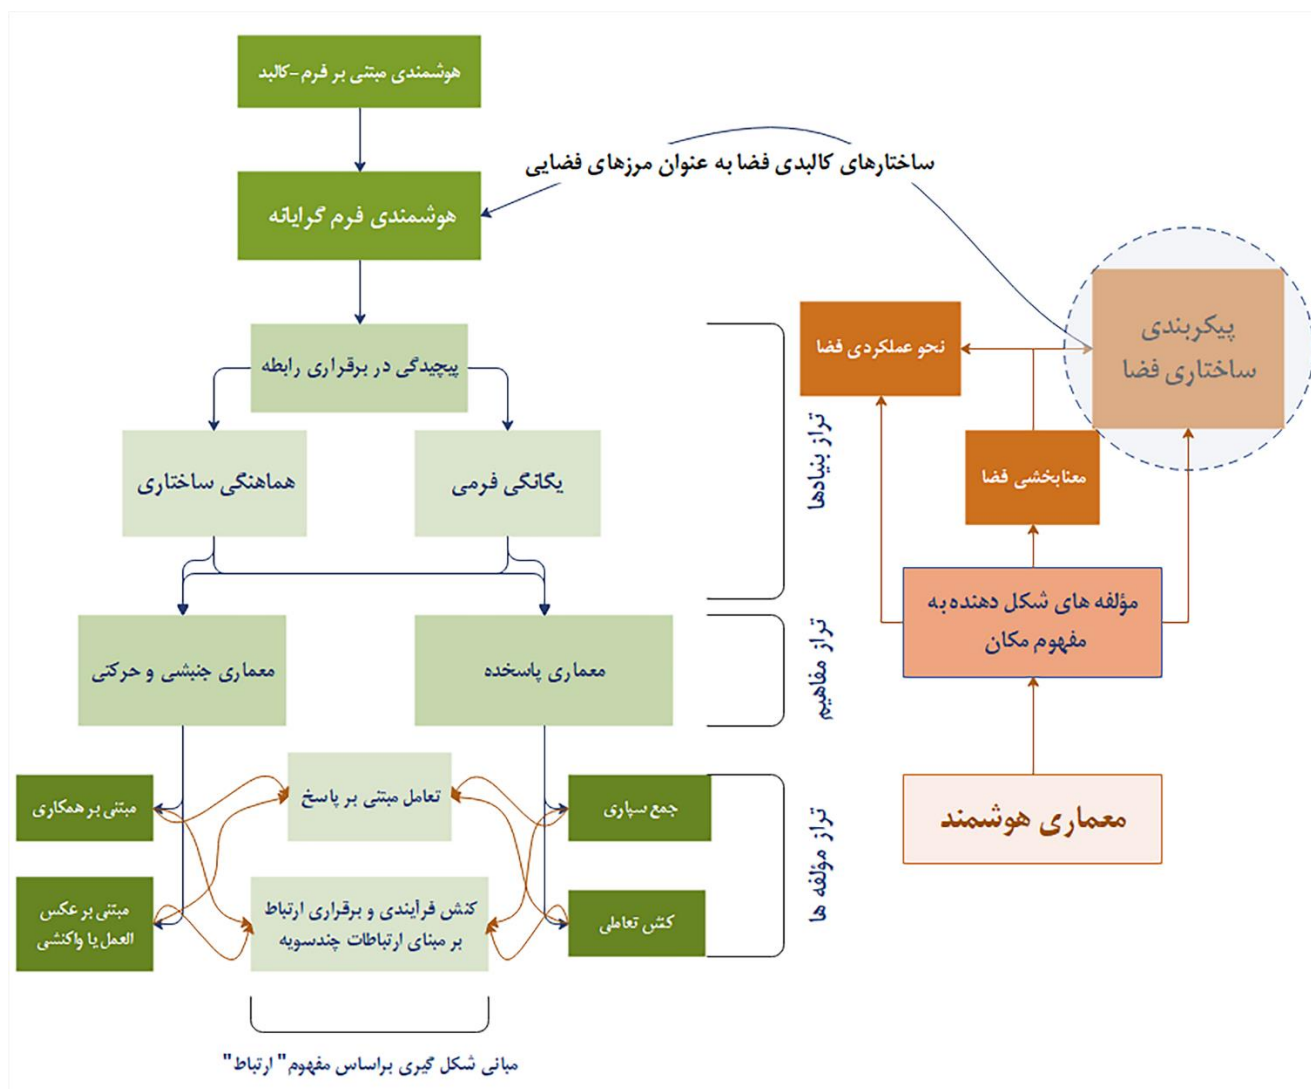 هوشمندی مبتنی بر فرم-کالبد
ساختارهای کالبدی فضا به عنوان مرزهای فضایی
هوشمندی فرم گرایانه
پیکربندی
ساختاری فضا
نحو عملکردی فضا
معنابخشی فضا
مؤلفه های شکل دهنده به
مفهوم مکان
معماری هوشمند
تراز بنیادها
تراز مفاهیم
تراز مؤلفه ها
پیچیدگی در برقراری رابطه
یگانگی فرمی
هماهنگی ساختاری
معماری پاسخده
معماری جنبشی و حرکتی
جمع سپاری
تعامل مبتنی بر پاسخ
مبتنی بر همکاری
کنش تعاملی
کنش فرآیندی و برقراری ارتباط
بر مبنای ارتباطات چندسویه
مبتنی بر عکس
العمل یا واکنشی
مبانی شکل گیری براساس مفهوم" ارتباط"